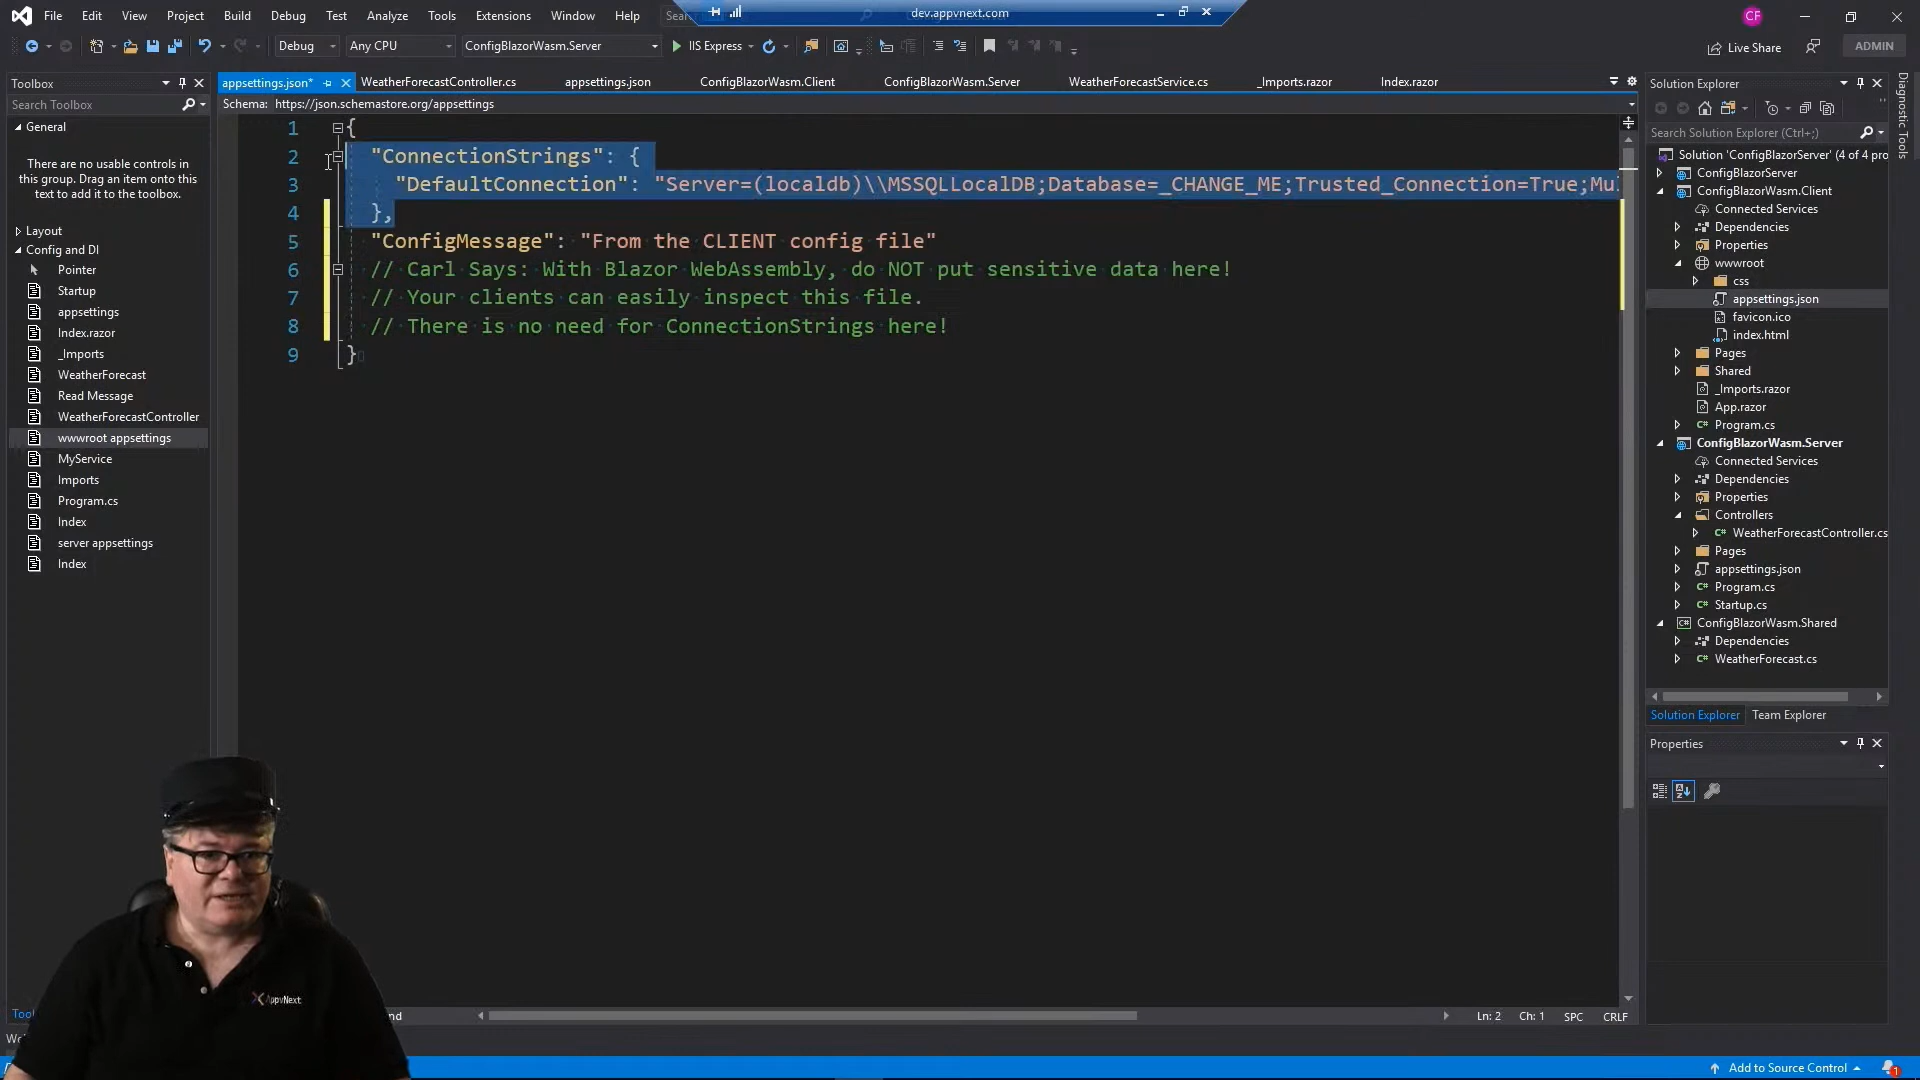 File Edit View Project Build Debug Test Analyze Tools Extensions Window Help
dev.appvnext.com
CF
Debug Any CPU ConfigBlazorWasm.Server IIS Express Live Share ADMIN
Toolbox
Search Toolbox
General
There are no usable controls in
this group. Drag an item onto this
text to add it to the toolbox.
Layout
Config and DI
Pointer
Startup
appsettings
Index.razor
_Imports
WeatherForecast
Read Message
WeatherForecastController
wwwroot appsettings
MyService
Imports
Program.cs
Index
server appsettings
Index
appsettings.json* WeatherForecastController.cs appsettings.json ConfigBlazorWasm.Client ConfigBlazorWasm.Server WeatherForecastService.cs _Imports.razor Index.razor
Schema: https://json.schemastore.org/appsettings
1 {
2 "ConnectionStrings": {
3 "DefaultConnection": "Server=(localdb)\\MSSQLLocalDB;Database=_CHANGE_ME;Trusted_Connection=True;
4 },
5 "ConfigMessage": "From the CLIENT config file"
6 // Carl Says: With Blazor WebAssembly, do NOT put sensitive data here!
7 // Your clients can easily inspect this file.
8 // There is no need for ConnectionStrings here!
9 }
Ln: 2 Ch: 1 SPC CRLF
Solution Explorer
Search Solution Explorer (Ctrl+;)
Solution 'ConfigBlazorServer' (4 of 4 pro
ConfigBlazorServer
ConfigBlazorWasm.Client
Connected Services
Dependencies
Properties
wwwroot
css
appsettings.json
favicon.ico
index.html
Pages
Shared
_Imports.razor
App.razor
Program.cs
ConfigBlazorWasm.Server
Connected Services
Dependencies
Properties
Controllers
WeatherForecastController.cs
Pages
appsettings.json
Program.cs
Startup.cs
ConfigBlazorWasm.Shared
Dependencies
WeatherForecast.cs
Solution Explorer Team Explorer
Properties
Diagnostic Tools
AppvNext
Add to Source Control
1